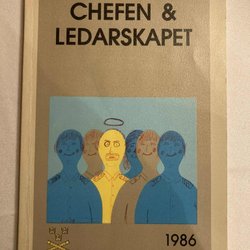 CHEFEN &
LEDARSKAPET
1986